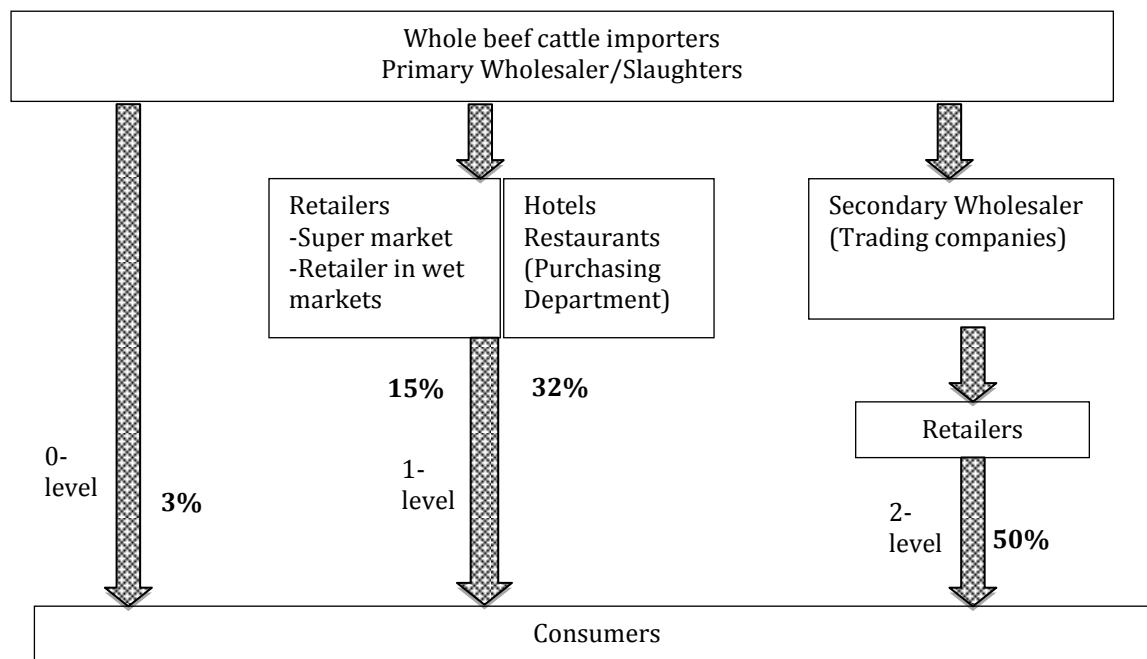 Whole beef cattle importers
Primary Wholesaler/Slaughters
Retailers
-Super market
-Retailer in wet
markets
Hotels
Restaurants
(Purchasing
Department)
Secondary Wholesaler
(Trading companies)
15%
32%
Retailers
0-
level
3%
1-
level
2-
level
50%
Consumers